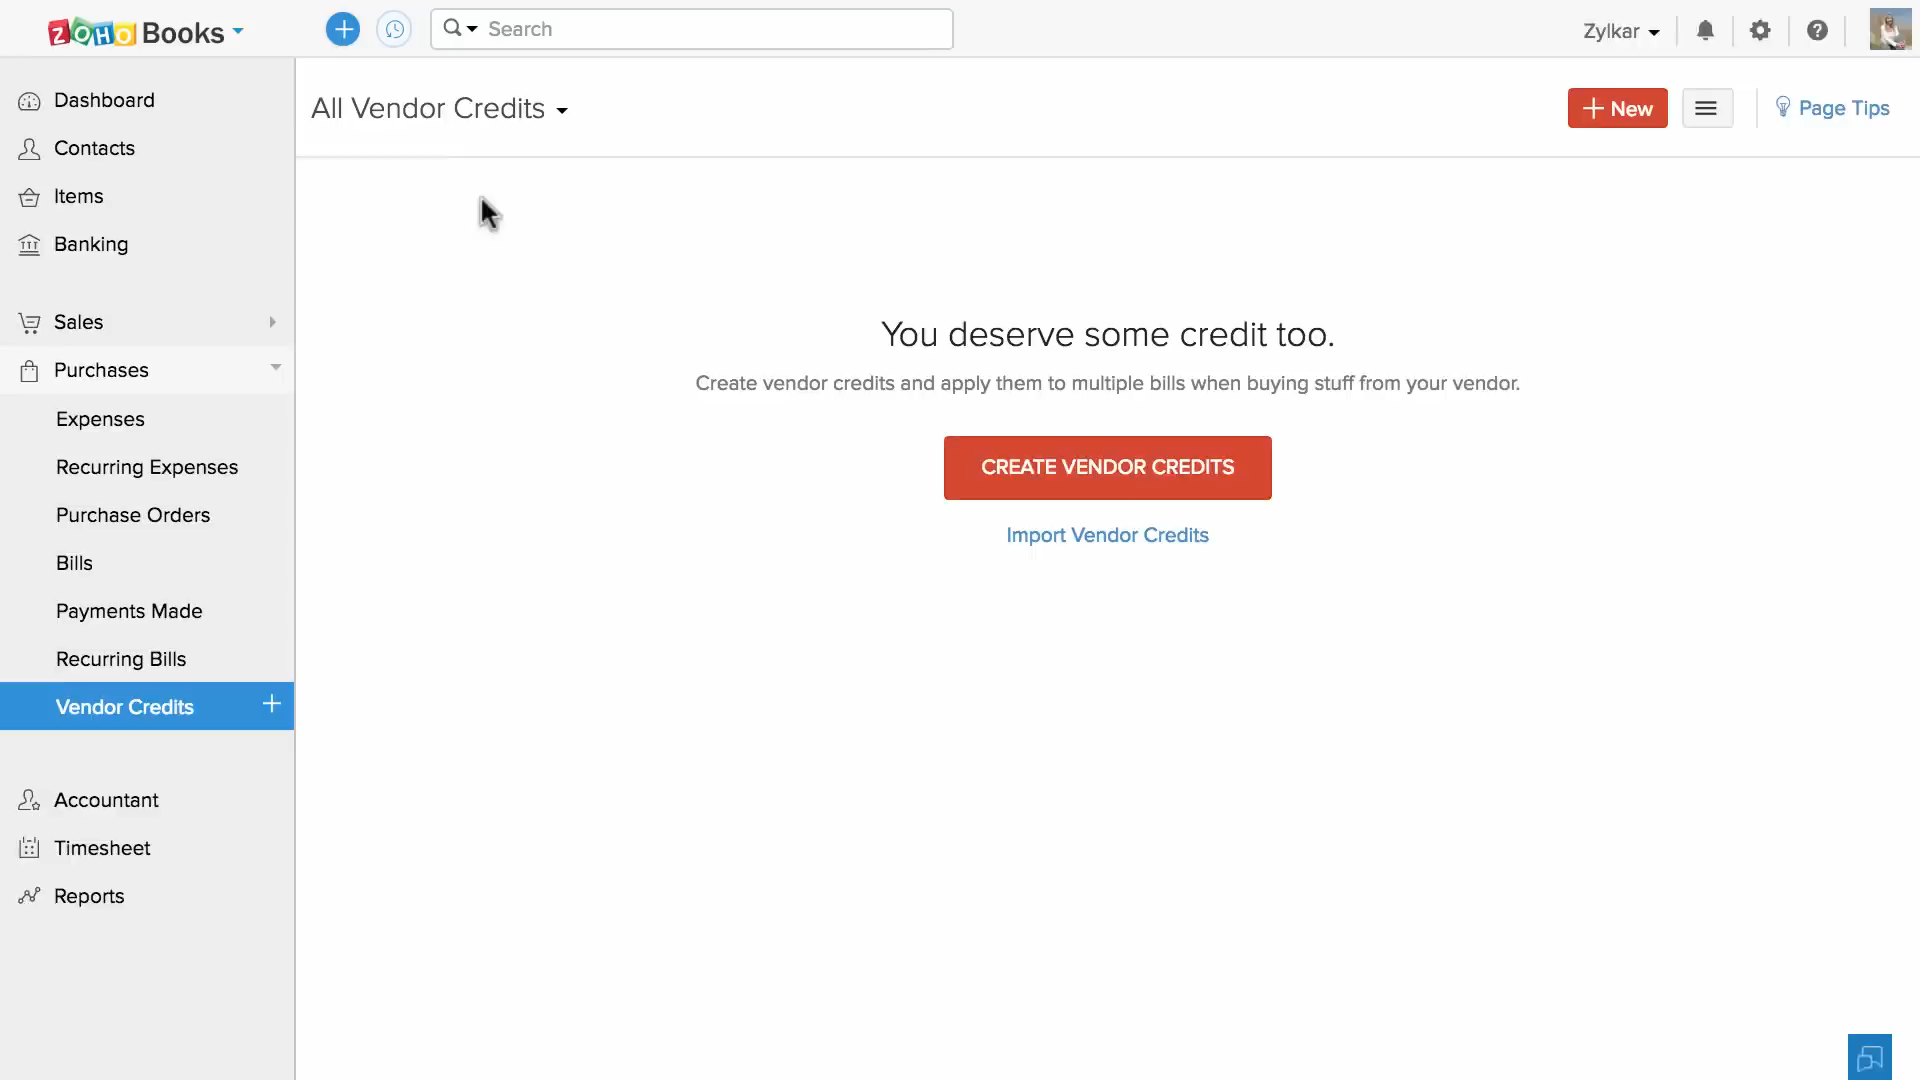 ZOHO Books
Search
Zylkar
Dashboard
Contacts
Items
Banking
Sales
Purchases
Expenses
Recurring Expenses
Purchase Orders
Bills
Payments Made
Recurring Bills
Vendor Credits +
Accountant
Timesheet
Reports
All Vendor Credits
+ New
Page Tips
You deserve some credit too.
Create vendor credits and apply them to multiple bills when buying stuff from your vendor.
CREATE VENDOR CREDITS
Import Vendor Credits